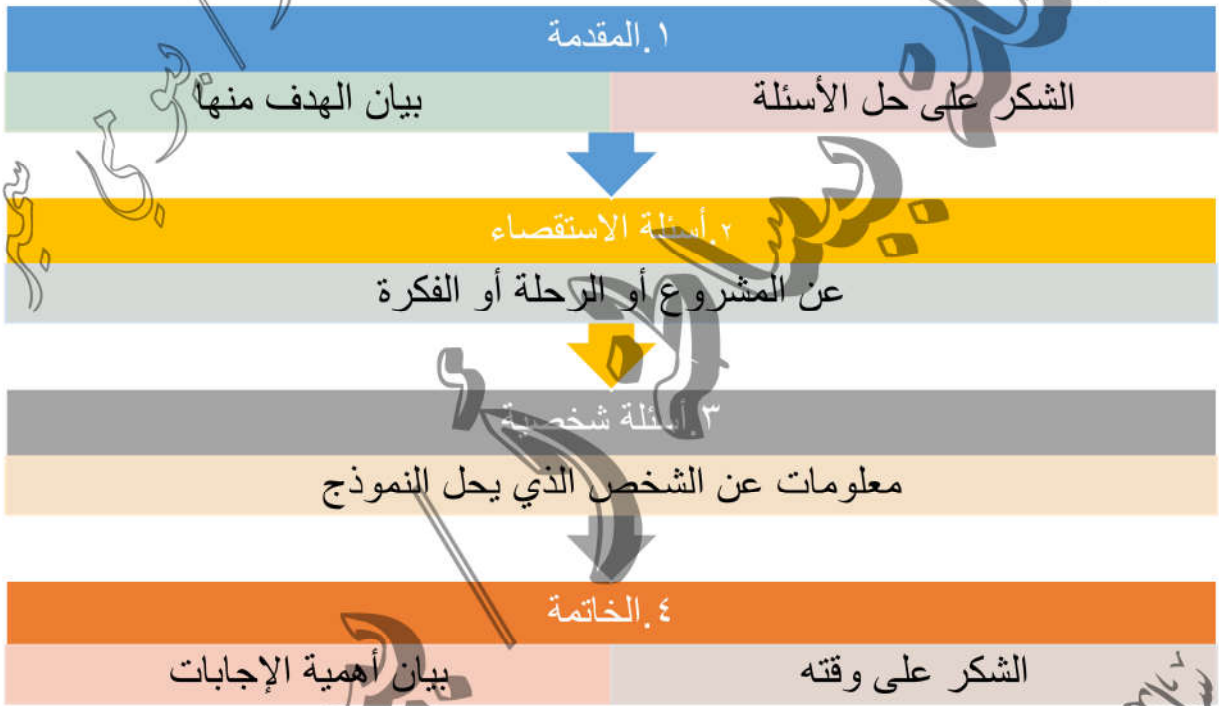 ١.المقدمة
الشكر على حل الأسئلة
بيان الهدف منها
٢.أسئلة الاستقصاء
عن المشروع أو الرحلة أو الفكرة
٣.أسئلة شخصية
معلومات عن الشخص الذي يحل النموذج
٤.الخاتمة
الشكر على وقته
بيان أهمية الإجابات